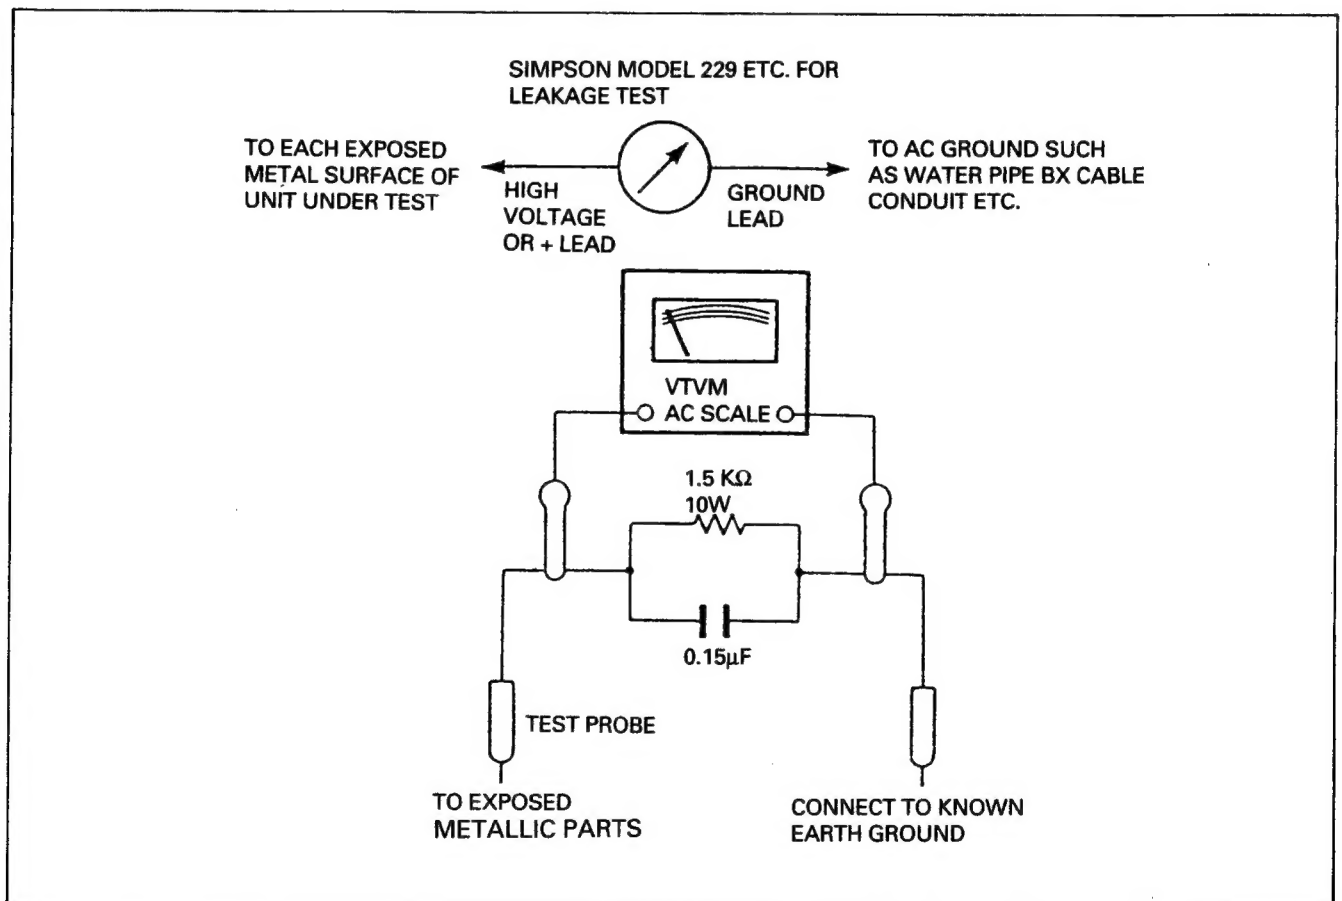 SIMPSON MODEL 229 ETC. FOR
LEAKAGE TEST
TO EACH EXPOSED
METAL SURFACE OF
UNIT UNDER TEST
HIGH
VOLTAGE
OR + LEAD
GROUND
LEAD
TO AC GROUND SUCH
AS WATER PIPE BX CABLE
CONDUIT ETC.
VTVM
AC SCALE
1.5 KΩ
10W
0.15µF
TEST PROBE
TO EXPOSED
METALLIC PARTS
CONNECT TO KNOWN
EARTH GROUND